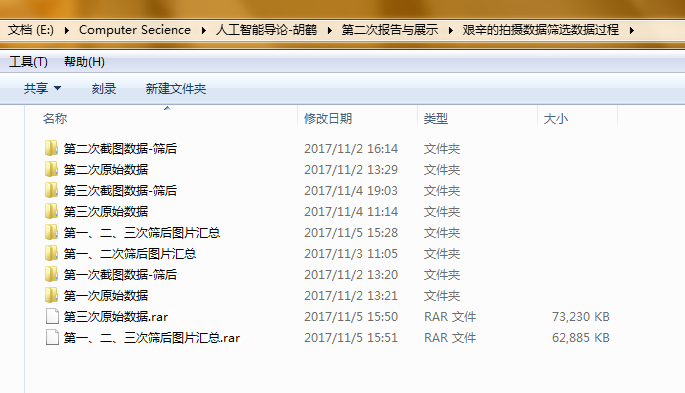 文档 (E:) ▸ Computer Secience ▸ 人工智能导论-胡鹤 ▸ 第二次报告与展示 ▸ 艰辛的拍摄数据筛选数据过程 ▸
工具(T) 帮助(H)
共享 刻录 新建文件夹
名称 修改日期 类型 大小
第二次截图数据-筛后 2017/11/2 16:14 文件夹
第二次原始数据 2017/11/2 13:29 文件夹
第三次截图数据-筛后 2017/11/4 19:03 文件夹
第三次原始数据 2017/11/4 11:14 文件夹
第一、二、三次筛后图片汇总 2017/11/5 15:28 文件夹
第一、二次筛后图片汇总 2017/11/3 11:05 文件夹
第一次截图数据-筛后 2017/11/2 13:20 文件夹
第一次原始数据 2017/11/2 13:21 文件夹
第三次原始数据.rar 2017/11/5 15:50 RAR 文件 73,230 KB
第一、二、三次筛后图片汇总.rar 2017/11/5 15:51 RAR 文件 62,885 KB